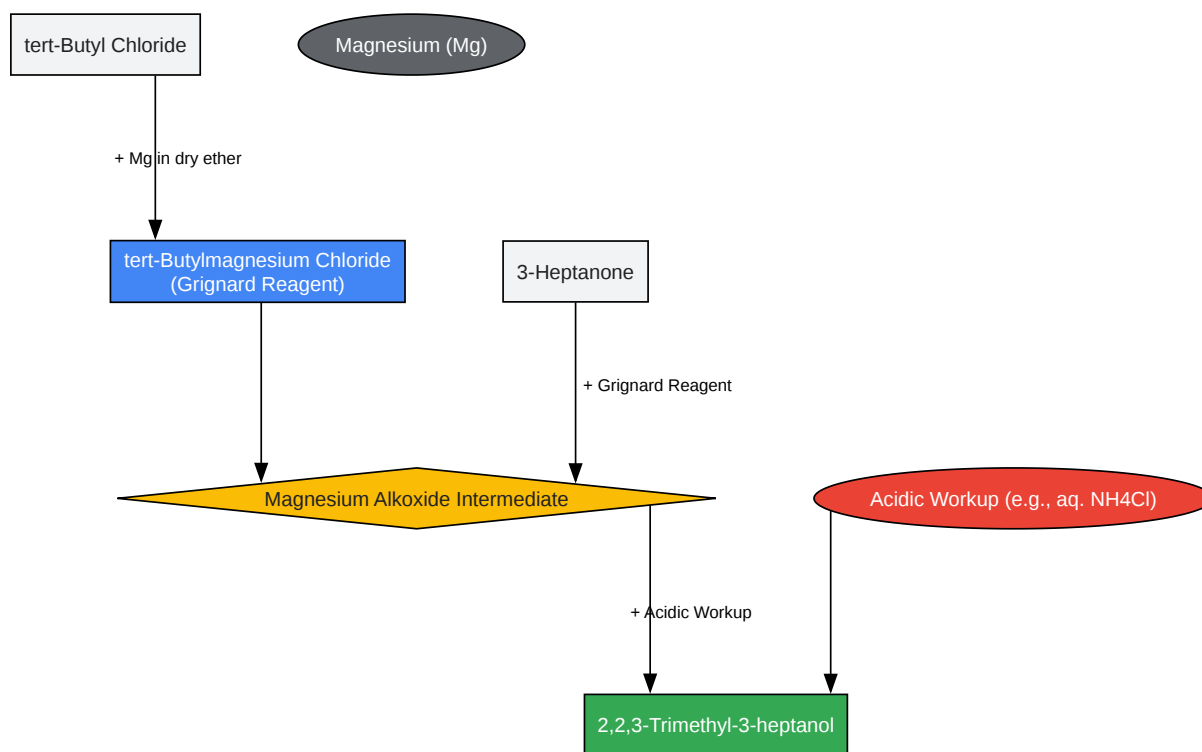 tert-Butyl Chloride
Magnesium (Mg)
+ Mg in dry ether
tert-Butylmagnesium Chloride
(Grignard Reagent)
3-Heptanone
+ Grignard Reagent
Magnesium Alkoxide Intermediate
Acidic Workup (e.g., aq. NH4Cl)
+ Acidic Workup
2,2,3-Trimethyl-3-heptanol